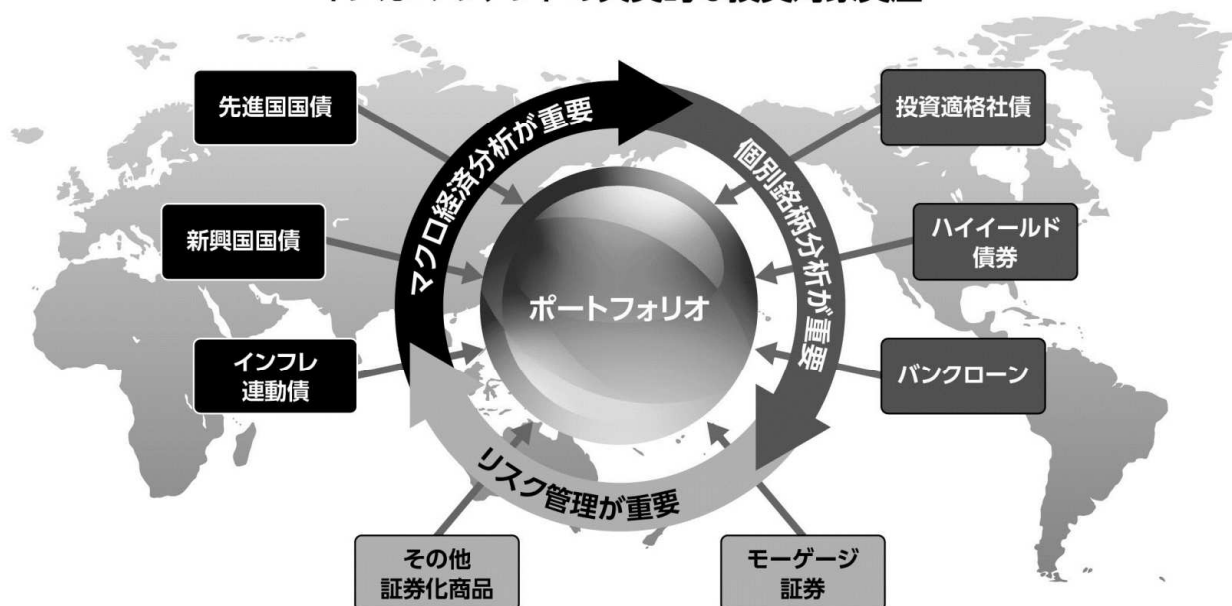 先進国国債
新興国国債
インフレ
連動債
マクロ経済分析が重要
ポートフォリオ
個別銘柄分析が重要
投資適格社債
ハイイールド
債券
バンクローン
リスク管理が重要
その他
証券化商品
モーゲージ
証券